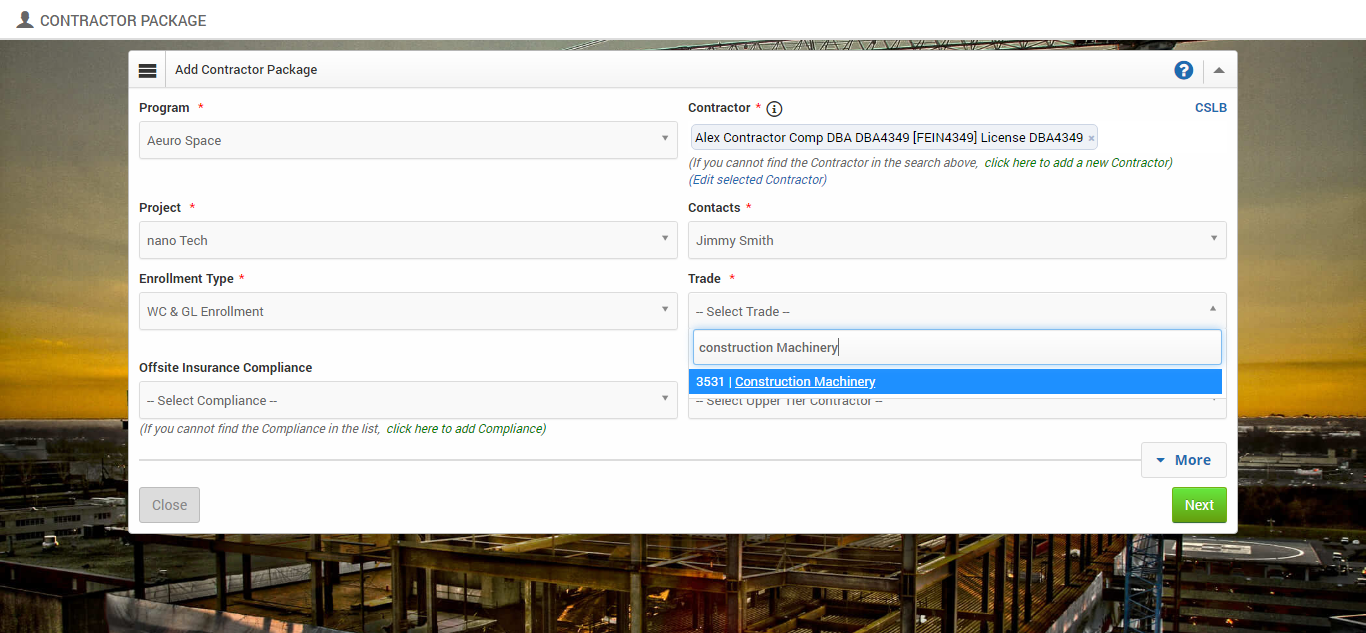 CONTRACTOR PACKAGE
Add Contractor Package
?
Program *
Aeuro Space
Contractor * i
CSLB
Alex Contractor Comp DBA DBA4349 [FEIN4349] License DBA4349 ×
(If you cannot find the Contractor in the search above, click here to add a new Contractor)
(Edit selected Contractor)
Project *
nano Tech
Contacts *
Jimmy Smith
Enrollment Type *
WC & GL Enrollment
Trade *
-- Select Trade --
construction Machinery
3531 | Construction Machinery
Offsite Insurance Compliance
-- Select Compliance --
-- Select Upper Tier Contractor --
(If you cannot find the Compliance in the list, click here to add Compliance)
More
Close
Next